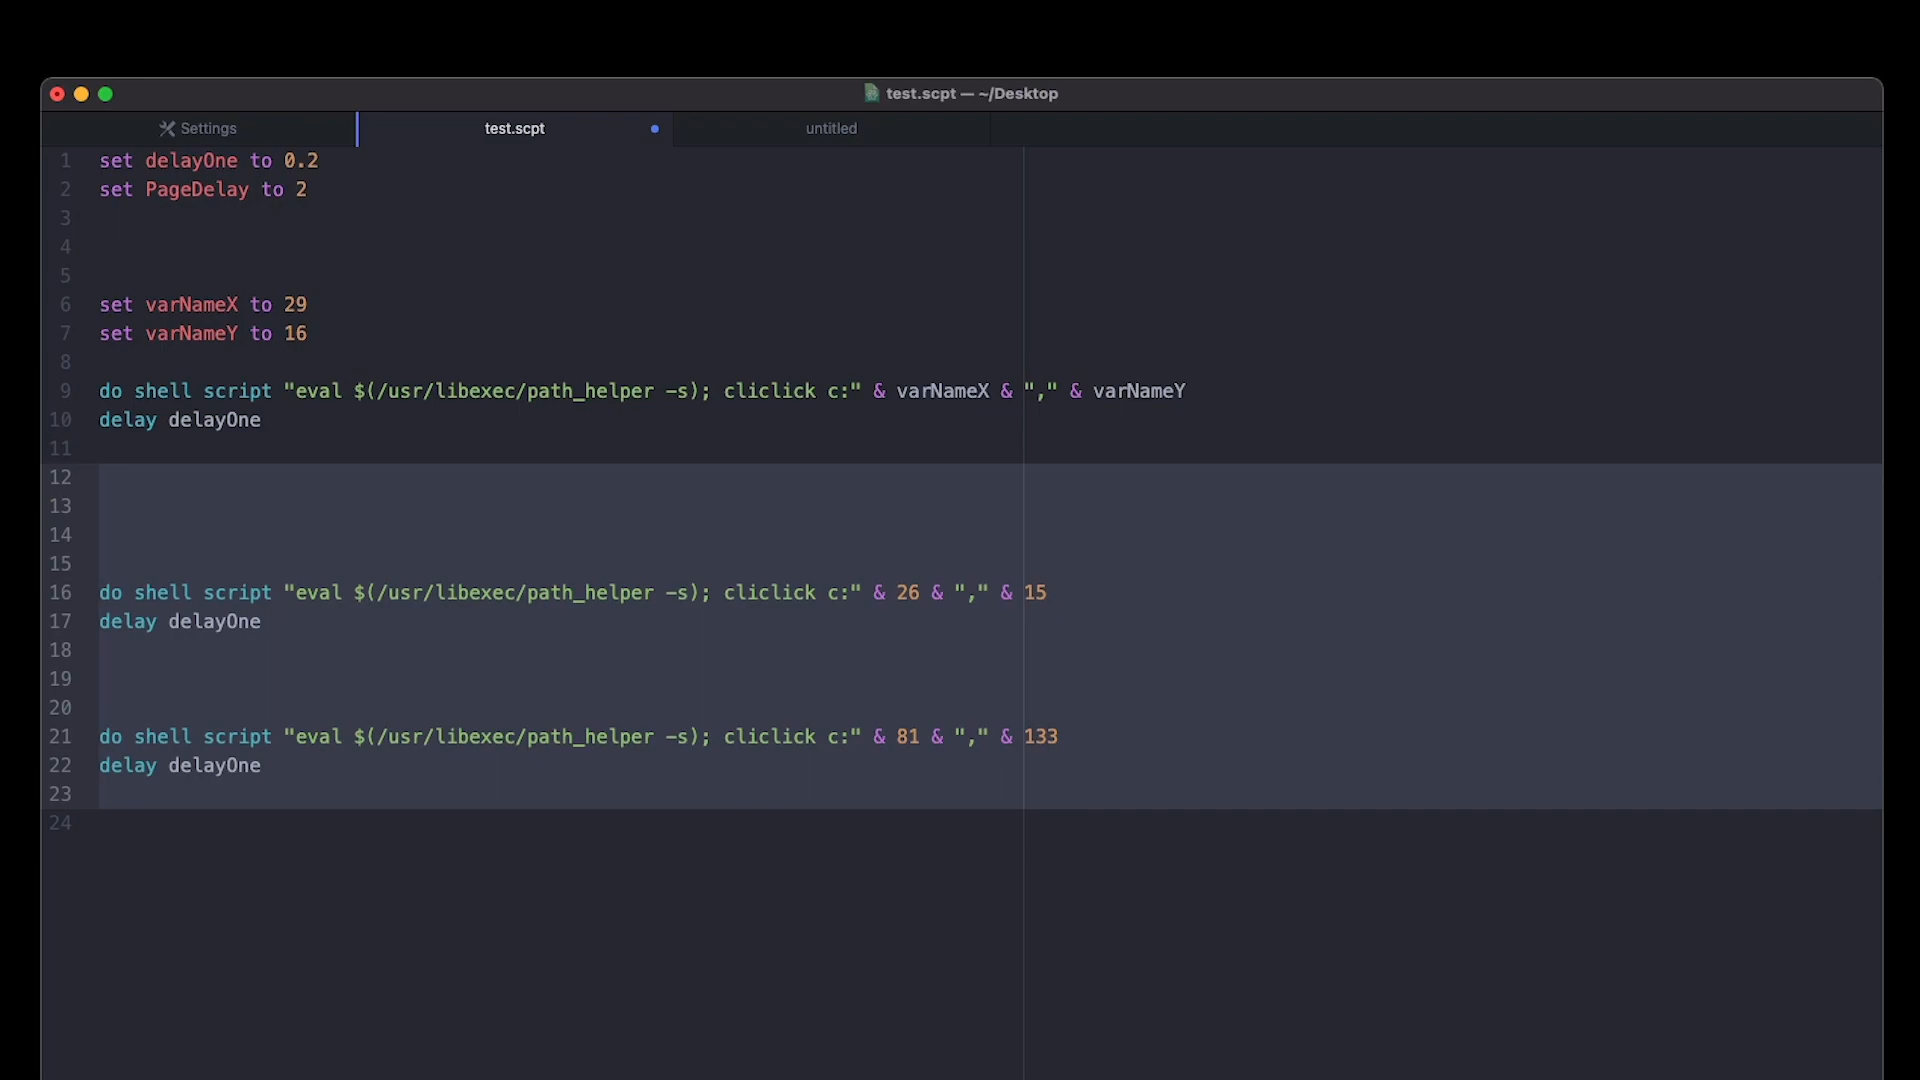 test.scpt — ~/Desktop
Settings
test.scpt
untitled
1 set delayOne to 0.2
2 set PageDelay to 2
3
4
5
6 set varNameX to 29
7 set varNameY to 16
8
9 do shell script "eval $(/usr/libexec/path_helper -s); cliclick c:" & varNameX & "," & varNameY
10 delay delayOne
11
12
13
14
15
16 do shell script "eval $(/usr/libexec/path_helper -s); cliclick c:" & 26 & "," & 15
17 delay delayOne
18
19
20
21 do shell script "eval $(/usr/libexec/path_helper -s); cliclick c:" & 81 & "," & 133
22 delay delayOne
23
24